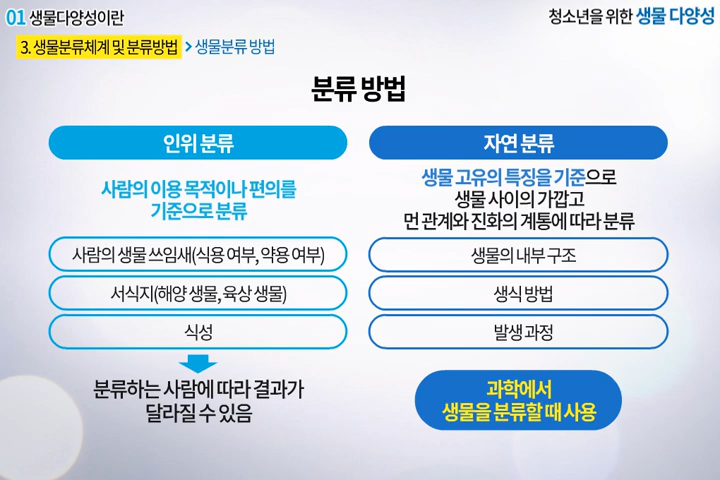 01 생물다양성이란
청소년을 위한 생물 다양성
3. 생물분류체계 및 분류방법 > 생물분류 방법
분류 방법
인위 분류
사람의 이용 목적이나 편의를
기준으로 분류
사람의 생물 쓰임새(식용 여부, 약용 여부)
서식지(해양 생물, 육상 생물)
식성
분류하는 사람에 따라 결과가
달라질 수 있음
자연 분류
생물 고유의 특징을 기준으로
생물 사이의 가깝고
먼 관계와 진화의 계통에 따라 분류
생물의 내부 구조
생식 방법
발생 과정
과학에서
생물을 분류할 때 사용